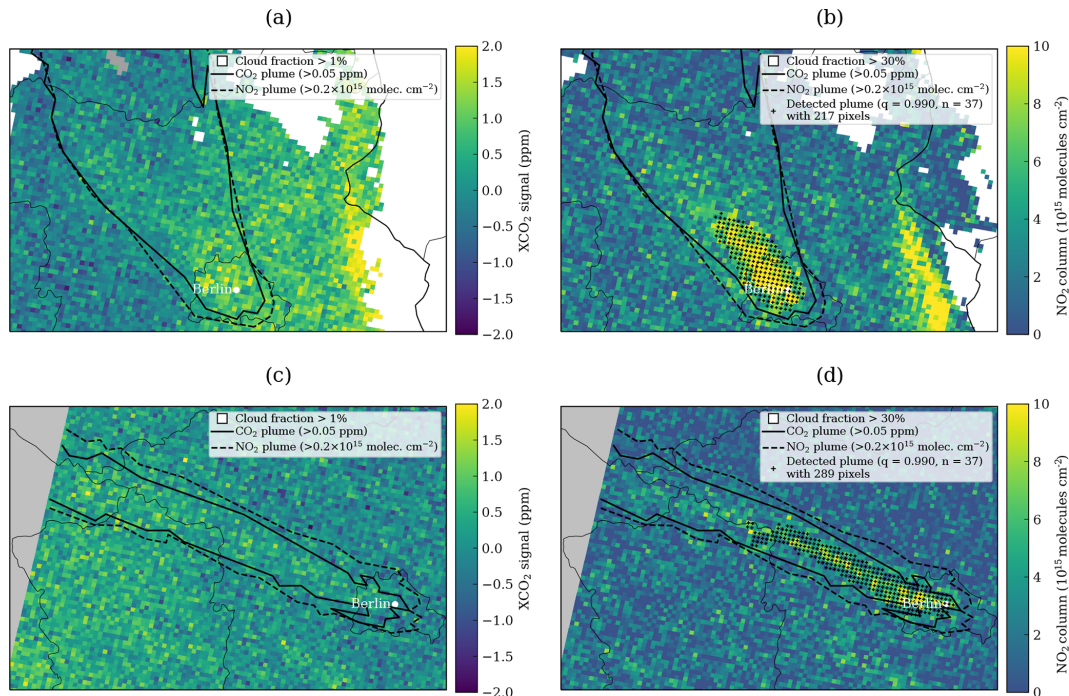 (a)
Cloud fraction > 1%
CO₂ plume (>0.05 ppm)
NO₂ plume (>0.2×10¹⁵ molec. cm⁻²)
Berlin
2.0
1.5
1.0
0.5
0.0
−0.5
−1.0
−1.5
−2.0
XCO₂ signal (ppm)
(b)
Cloud fraction > 30%
CO₂ plume (>0.05 ppm)
NO₂ plume (>0.2×10¹⁵ molec. cm⁻²)
Detected plume (q = 0.990, n = 37)
with 217 pixels
Berlin
10
8
6
4
2
0
NO₂ column (10¹⁵ molecules cm⁻²)
(c)
Cloud fraction > 1%
CO₂ plume (>0.05 ppm)
NO₂ plume (>0.2×10¹⁵ molec. cm⁻²)
Berlin
2.0
1.5
1.0
0.5
0.0
−0.5
−1.0
−1.5
−2.0
XCO₂ signal (ppm)
(d)
Cloud fraction > 30%
CO₂ plume (>0.05 ppm)
NO₂ plume (>0.2×10¹⁵ molec. cm⁻²)
Detected plume (q = 0.990, n = 37)
with 289 pixels
Berlin
10
8
6
4
2
0
NO₂ column (10¹⁵ molecules cm⁻²)